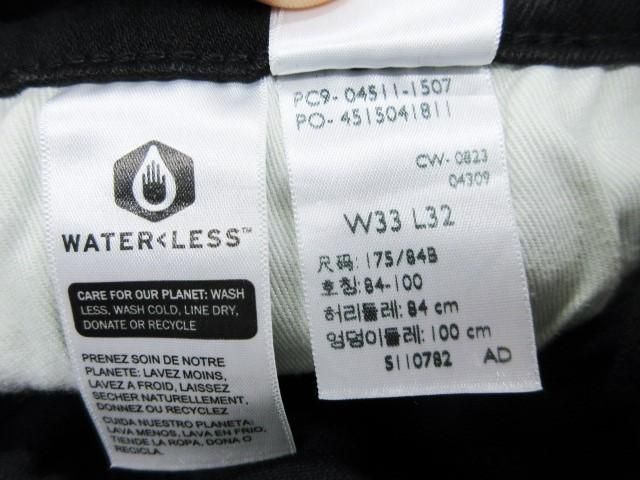 WATER<LESS™
CARE FOR OUR PLANET: WASH
LESS, WASH COLD, LINE DRY,
DONATE OR RECYCLE
PRENEZ SOIN DE NOTRE
PLANETE: LAVEZ MOINS,
LAVEZ A FROID, LAISSEZ
SECHER NATURELLEMENT,
DONNEZ OU RECYCLEZ
CUIDA NUESTRO PLANETA:
LAVA MENOS, LAVA EN FRIO,
TIENDE LA ROPA, DONA O
RECICLA.
PC9-04511-1507
PO-4515041811
CW-0823
04309
W33 L32
尺码: 175/84B
호칭: 84-100
허리둘레: 84 cm
엉덩이둘레: 100 cm
5110782 AD